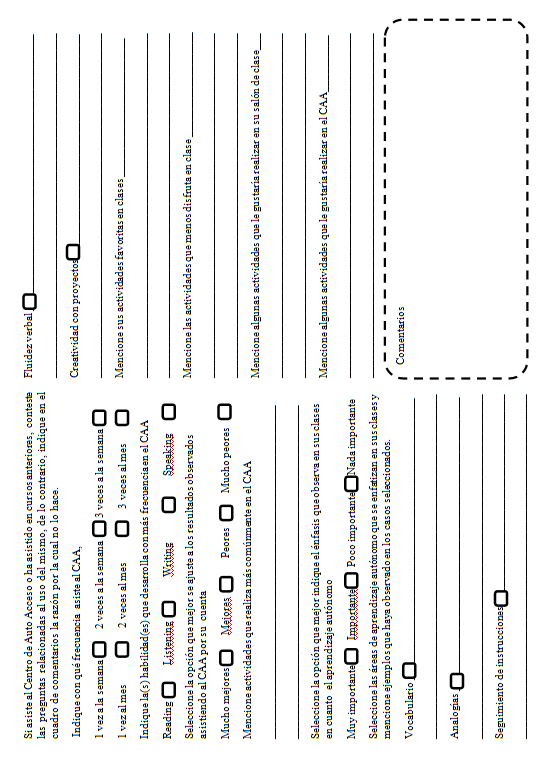 Si asiste al Centro de Auto Acceso o ha asistido en cursos anteriores, conteste
las preguntas relacionadas al uso del mismo, de lo contrario, indique en el
cuadro de comentarios la razón por la cual no lo hace.
Indique con qué frecuencia asiste al CAA,
1 vez a la semana 2 veces a la semana 3 veces a la semana
1 vez al mes 2 veces al mes 3 veces al mes
Indique la(s) habilidad(es) que desarrolla con más frecuencia en el CAA
Reading Listening Writing Speaking
Seleccione la opción que mejor se ajuste a los resultados observados
asistiendo al CAA por su cuenta
Mucho mejores Mejores Peores Mucho peores
Mencione actividades que realiza más comúnmente en el CAA
Seleccione la opción que mejor indique el énfasis que observa en sus clases
en cuanto el aprendizaje autónomo
Muy importante Importante Poco importante Nada importante
Seleccione las áreas de aprendizaje autónomo que se enfatizan en sus clases y
mencione ejemplos que haya observado en los casos seleccionados.
Vocabulario
Analogías
Seguimiento de instrucciones
Fluidez verbal
Creatividad con proyectos
Mencione sus actividades favoritas en clases
Mencione las actividades que menos disfruta en clase
Mencione algunas actividades que le gustaría realizar en su salón de clase
Mencione algunas actividades que le gustaría realizar en el CAA
Comentarios